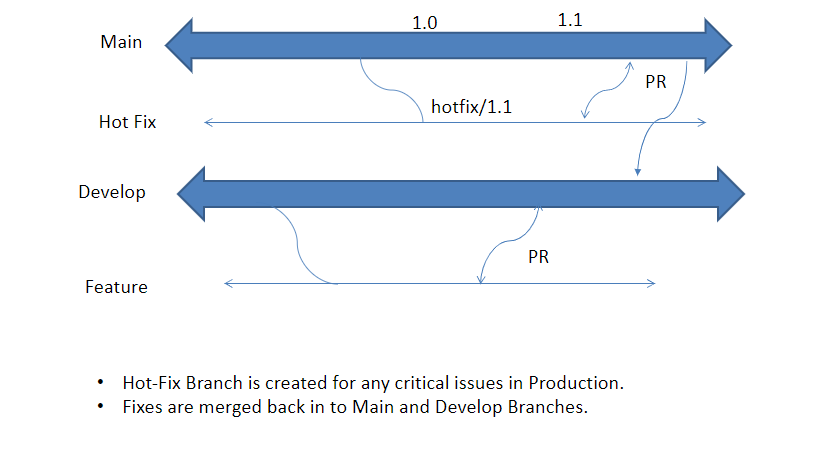 1.0 1.1
Main
PR
hotfix/1.1
Hot Fix
Develop
PR
Feature
• Hot-Fix Branch is created for any critical issues in Production.
• Fixes are merged back in to Main and Develop Branches.